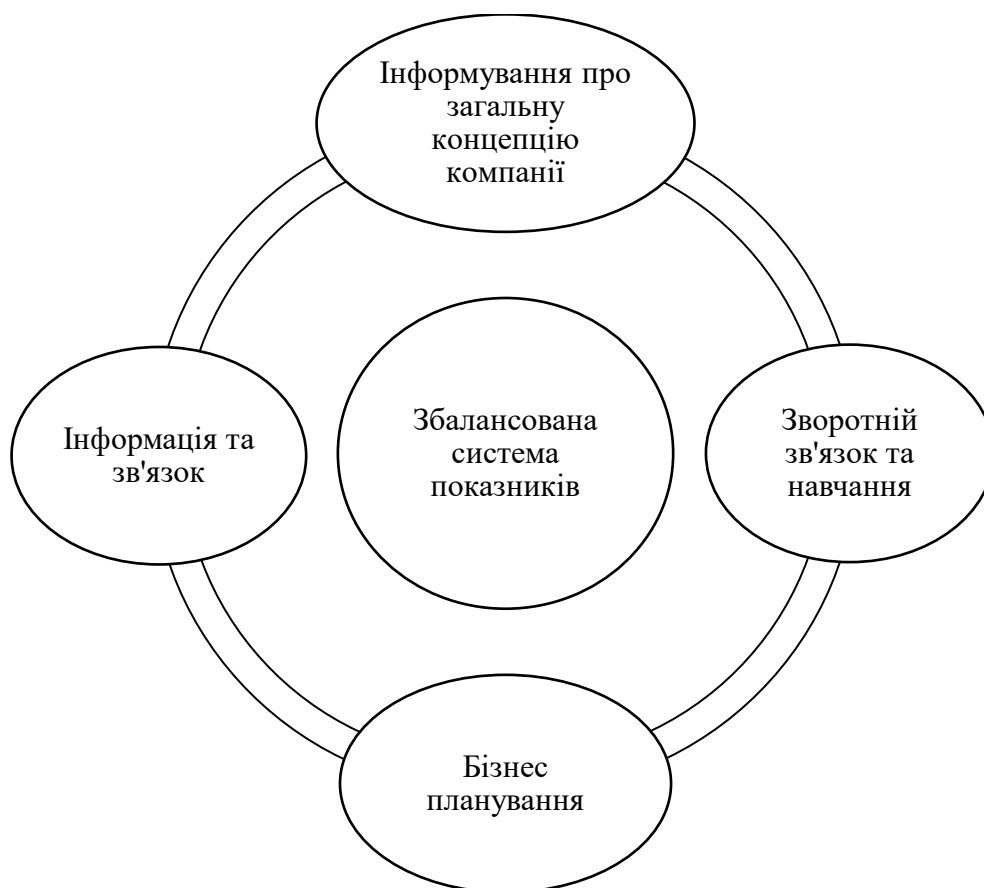 Інформування про
загальну
концепцію
компанії
Інформація та
зв'язок
Збалансована
система
показників
Зворотній
зв'язок та
навчання
Бізнес
планування